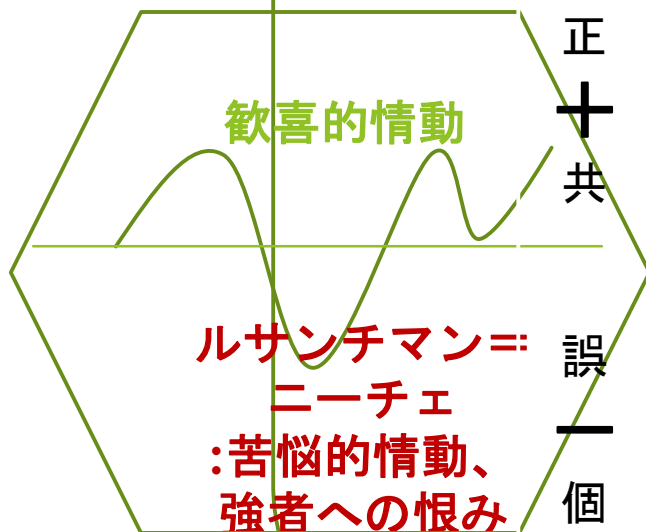 歓喜的情動
ルサンチマン＝
ニーチェ
:苦悩的情動、
強者への恨み
正
＋
共
誤
ー
個